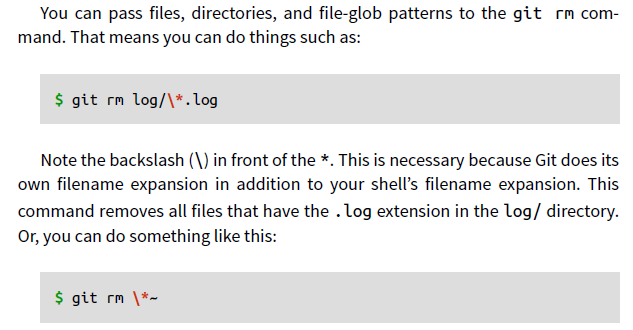 You can pass files, directories, and file-glob patterns to the git rm com-
mand. That means you can do things such as:
$ git rm log/\*.log
Note the backslash (\) in front of the *. This is necessary because Git does its
own filename expansion in addition to your shell’s filename expansion. This
command removes all files that have the .log extension in the log/ directory.
Or, you can do something like this:
$ git rm \*~